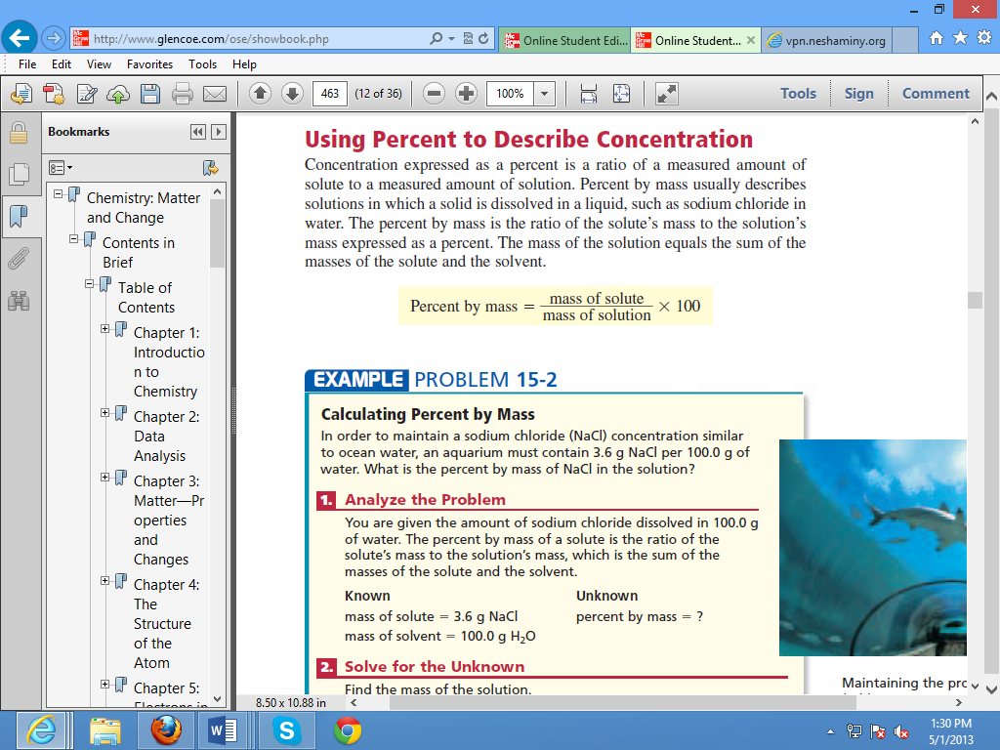 http://www.glencoe.com/ose/showbook.php
Online Student Edi...
Online Student...
vpn.neshaminy.org
File Edit View Favorites Tools Help
463 (12 of 36) 100% Tools Sign Comment
Bookmarks
Chemistry: Matter
and Change
Contents in
Brief
Table of
Contents
Chapter 1:
Introductio
n to
Chemistry
Chapter 2:
Data
Analysis
Chapter 3:
Matter—Pr
operties
and
Changes
Chapter 4:
The
Structure
of the
Atom
Chapter 5:
Electrons in
Using Percent to Describe Concentration
Concentration expressed as a percent is a ratio of a measured amount of
solute to a measured amount of solution. Percent by mass usually describes
solutions in which a solid is dissolved in a liquid, such as sodium chloride in
water. The percent by mass is the ratio of the solute's mass to the solution's
mass expressed as a percent. The mass of the solution equals the sum of the
masses of the solute and the solvent.
Percent by mass = mass of solute / mass of solution × 100
EXAMPLE PROBLEM 15-2
Calculating Percent by Mass
In order to maintain a sodium chloride (NaCl) concentration similar
to ocean water, an aquarium must contain 3.6 g NaCl per 100.0 g of
water. What is the percent by mass of NaCl in the solution?
1. Analyze the Problem
You are given the amount of sodium chloride dissolved in 100.0 g
of water. The percent by mass of a solute is the ratio of the
solute's mass to the solution's mass, which is the sum of the
masses of the solute and the solvent.
Known Unknown
mass of solute = 3.6 g NaCl percent by mass = ?
mass of solvent = 100.0 g H₂O
2. Solve for the Unknown
Find the mass of the solution.
Maintaining the pro
8.50 x 10.88 in
1:30 PM
5/1/2013